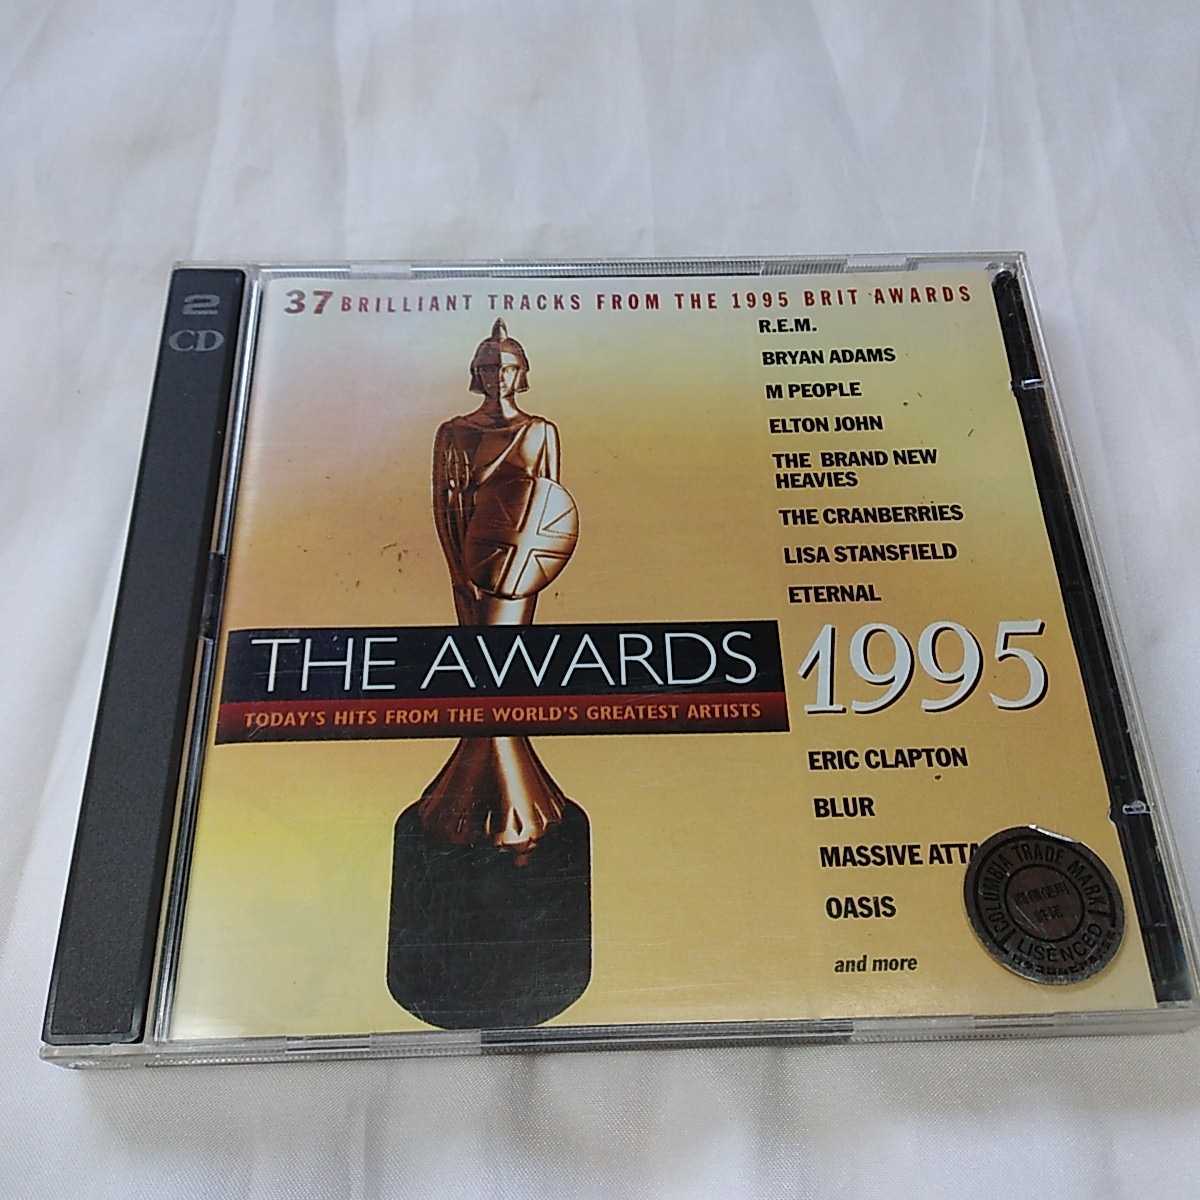 2
CD
37 BRILLIANT TRACKS FROM THE 1995 BRIT AWARDS
R.E.M.
BRYAN ADAMS
M PEOPLE
ELTON JOHN
THE BRAND NEW
HEAVIES
THE CRANBERRIES
LISA STANSFIELD
ETERNAL
THE AWARDS
1995
TODAY'S HITS FROM THE WORLD'S GREATEST ARTISTS
ERIC CLAPTON
BLUR
MASSIVE ATTA
OASIS
and more
COLUMBIA TRADE MARK
LISENCED